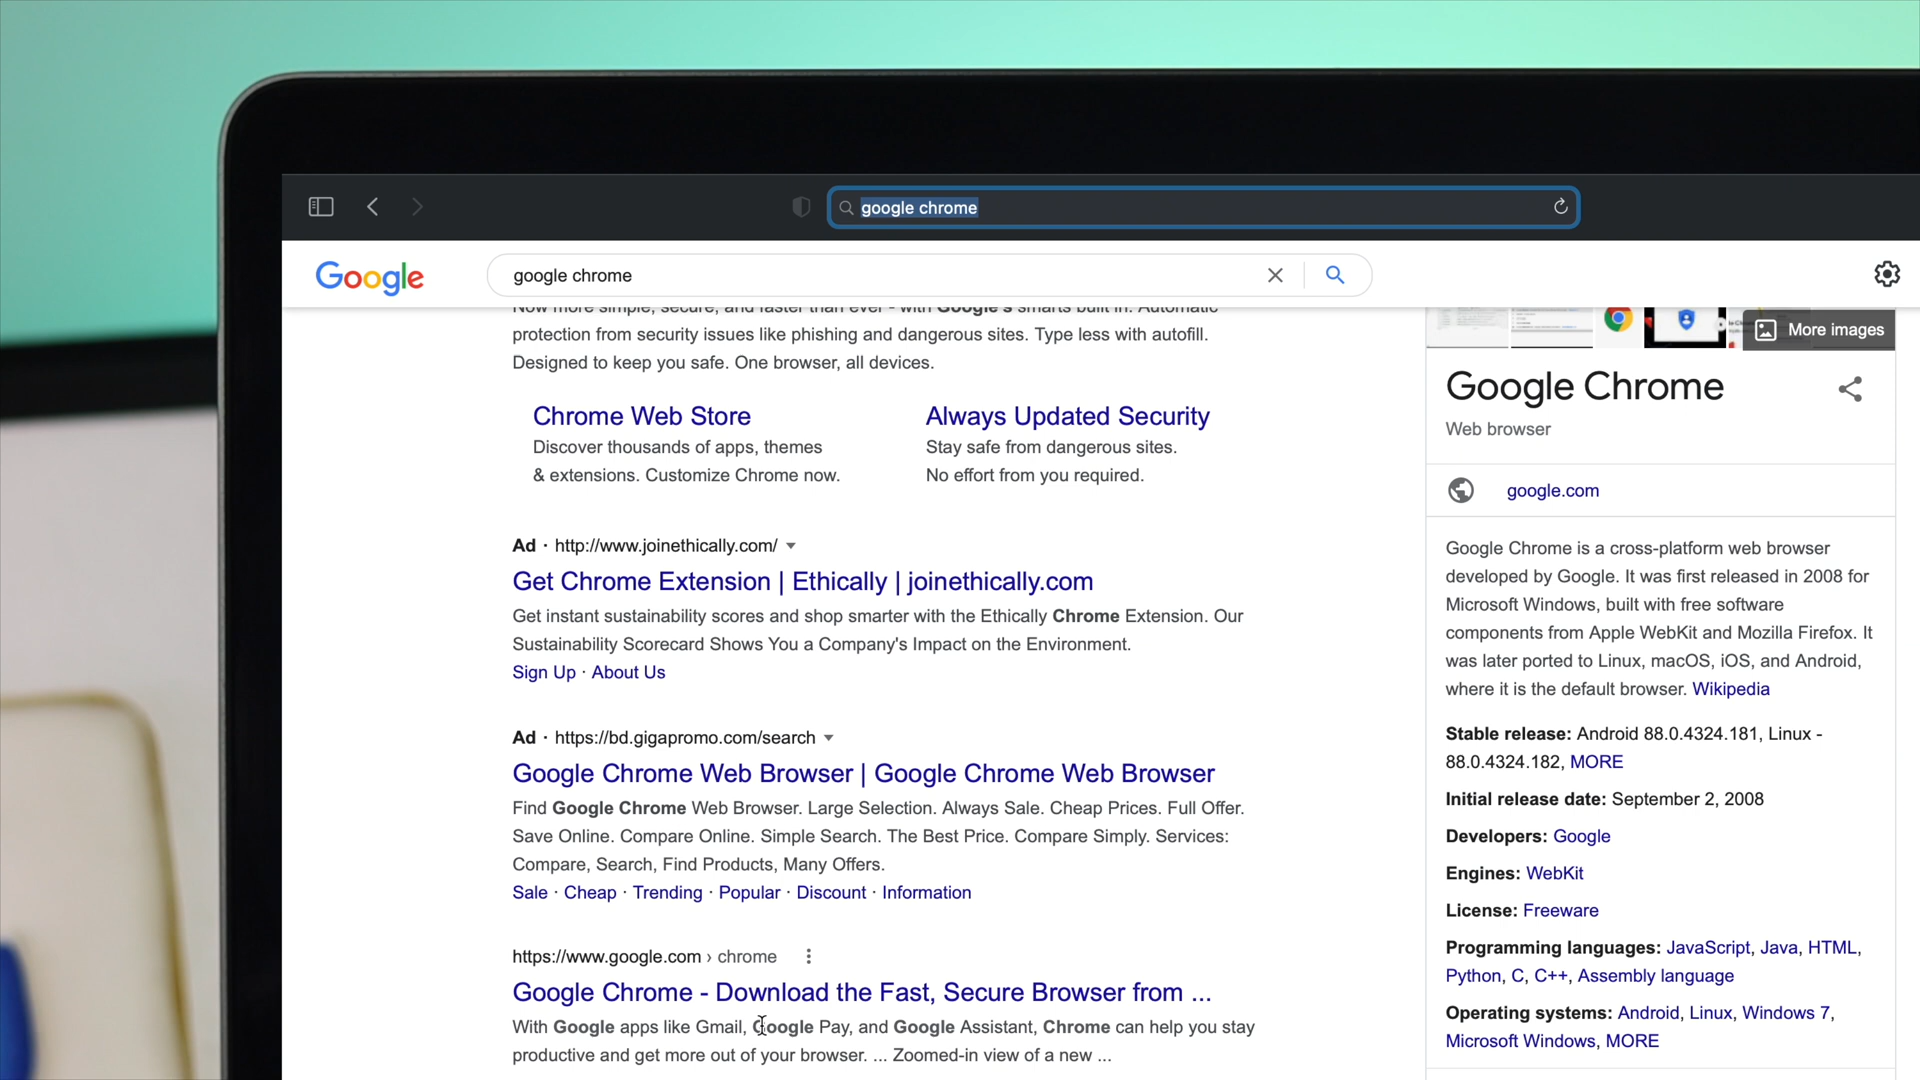 google chrome
Google
google chrome
Now more simple, secure, and faster than ever - with Google's smarts built in. Automatic
protection from security issues like phishing and dangerous sites. Type less with autofill.
Designed to keep you safe. One browser, all devices.
Chrome Web Store
Discover thousands of apps, themes
& extensions. Customize Chrome now.
Always Updated Security
Stay safe from dangerous sites.
No effort from you required.
Ad · http://www.joinethically.com/
Get Chrome Extension | Ethically | joinethically.com
Get instant sustainability scores and shop smarter with the Ethically Chrome Extension. Our
Sustainability Scorecard Shows You a Company's Impact on the Environment.
Sign Up · About Us
Ad · https://bd.gigapromo.com/search
Google Chrome Web Browser | Google Chrome Web Browser
Find Google Chrome Web Browser. Large Selection. Always Sale. Cheap Prices. Full Offer.
Save Online. Compare Online. Simple Search. The Best Price. Compare Simply. Services:
Compare, Search, Find Products, Many Offers.
Sale · Cheap · Trending · Popular · Discount · Information
https://www.google.com › chrome
Google Chrome - Download the Fast, Secure Browser from ...
With Google apps like Gmail, Google Pay, and Google Assistant, Chrome can help you stay
productive and get more out of your browser. ... Zoomed-in view of a new ...
More images
Google Chrome
Web browser
google.com
Google Chrome is a cross-platform web browser
developed by Google. It was first released in 2008 for
Microsoft Windows, built with free software
components from Apple WebKit and Mozilla Firefox. It
was later ported to Linux, macOS, iOS, and Android,
where it is the default browser. Wikipedia
Stable release: Android 88.0.4324.181, Linux -
88.0.4324.182, MORE
Initial release date: September 2, 2008
Developers: Google
Engines: WebKit
License: Freeware
Programming languages: JavaScript, Java, HTML,
Python, C, C++, Assembly language
Operating systems: Android, Linux, Windows 7,
Microsoft Windows, MORE